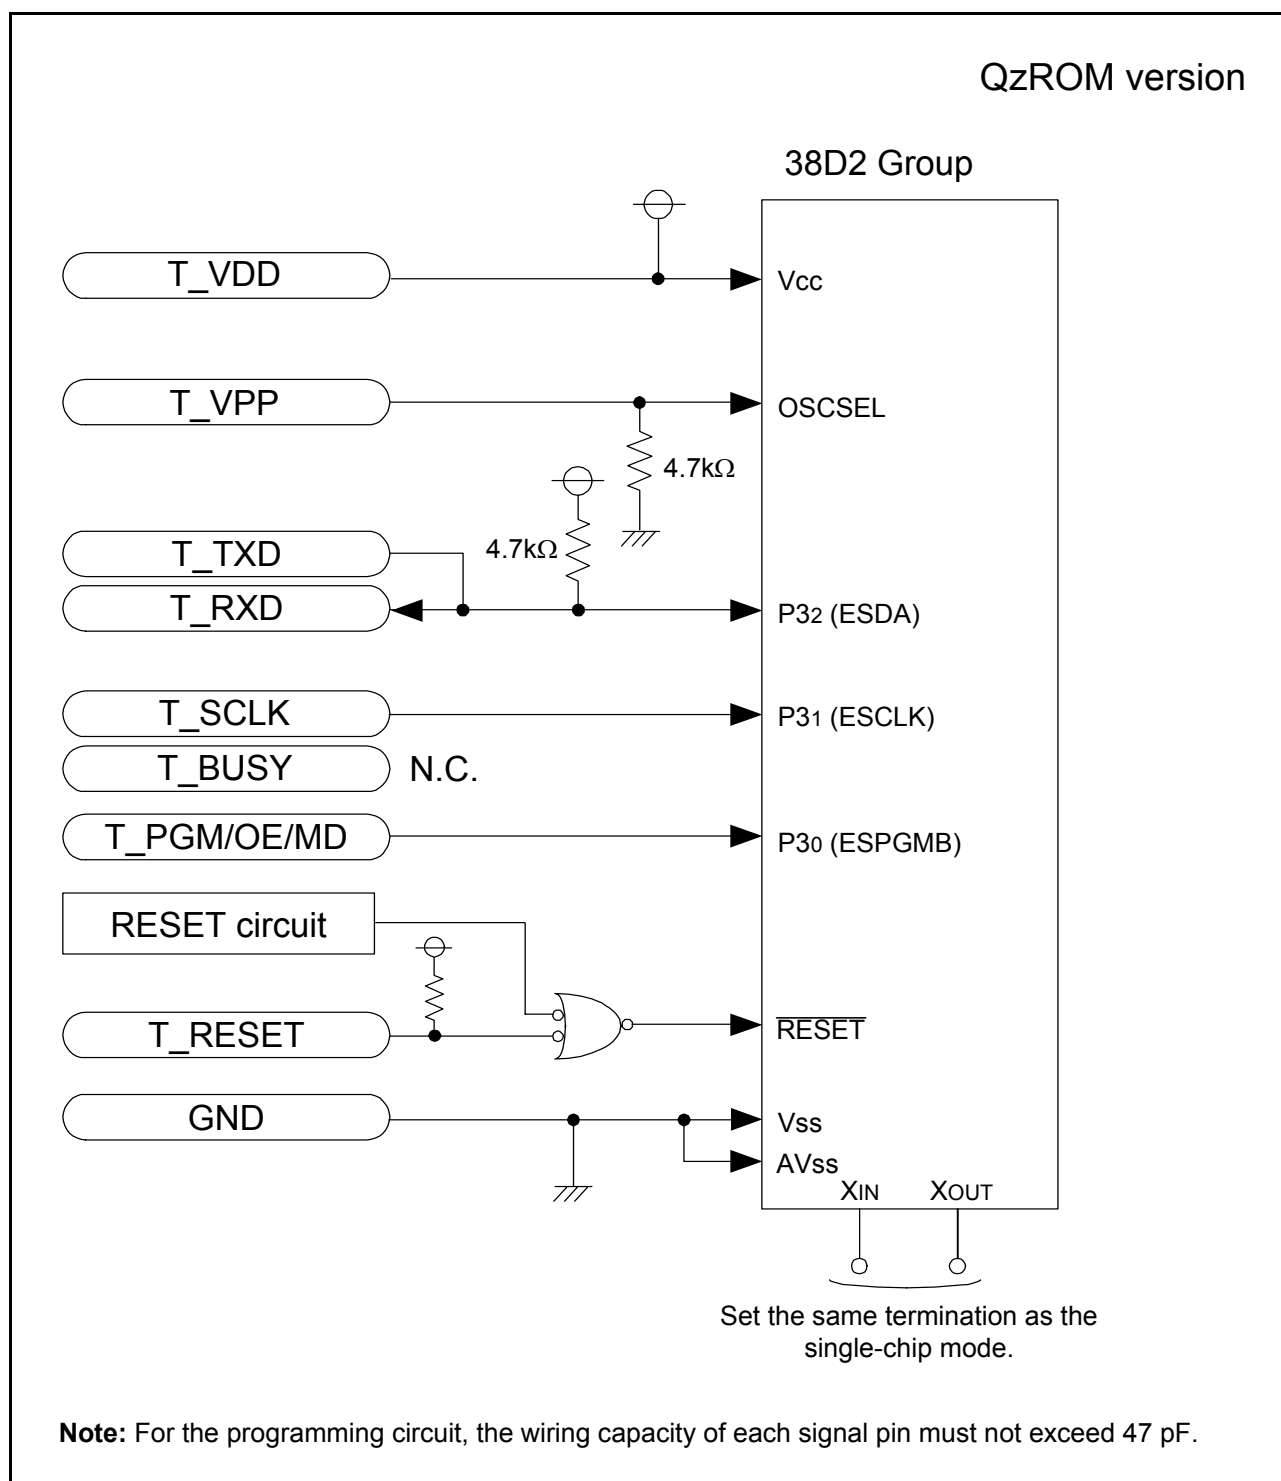 QzROM version
38D2 Group
T_VDD
Vcc
T_VPP
OSCSEL
4.7kΩ
T_TXD
4.7kΩ
T_RXD
P32 (ESDA)
T_SCLK
P31 (ESCLK)
T_BUSY N.C.
T_PGM/OE/MD
P30 (ESPGMB)
RESET circuit
T_RESET
RESET
GND
Vss
AVss
XIN XOUT
Set the same termination as the
single-chip mode.
Note: For the programming circuit, the wiring capacity of each signal pin must not exceed 47 pF.